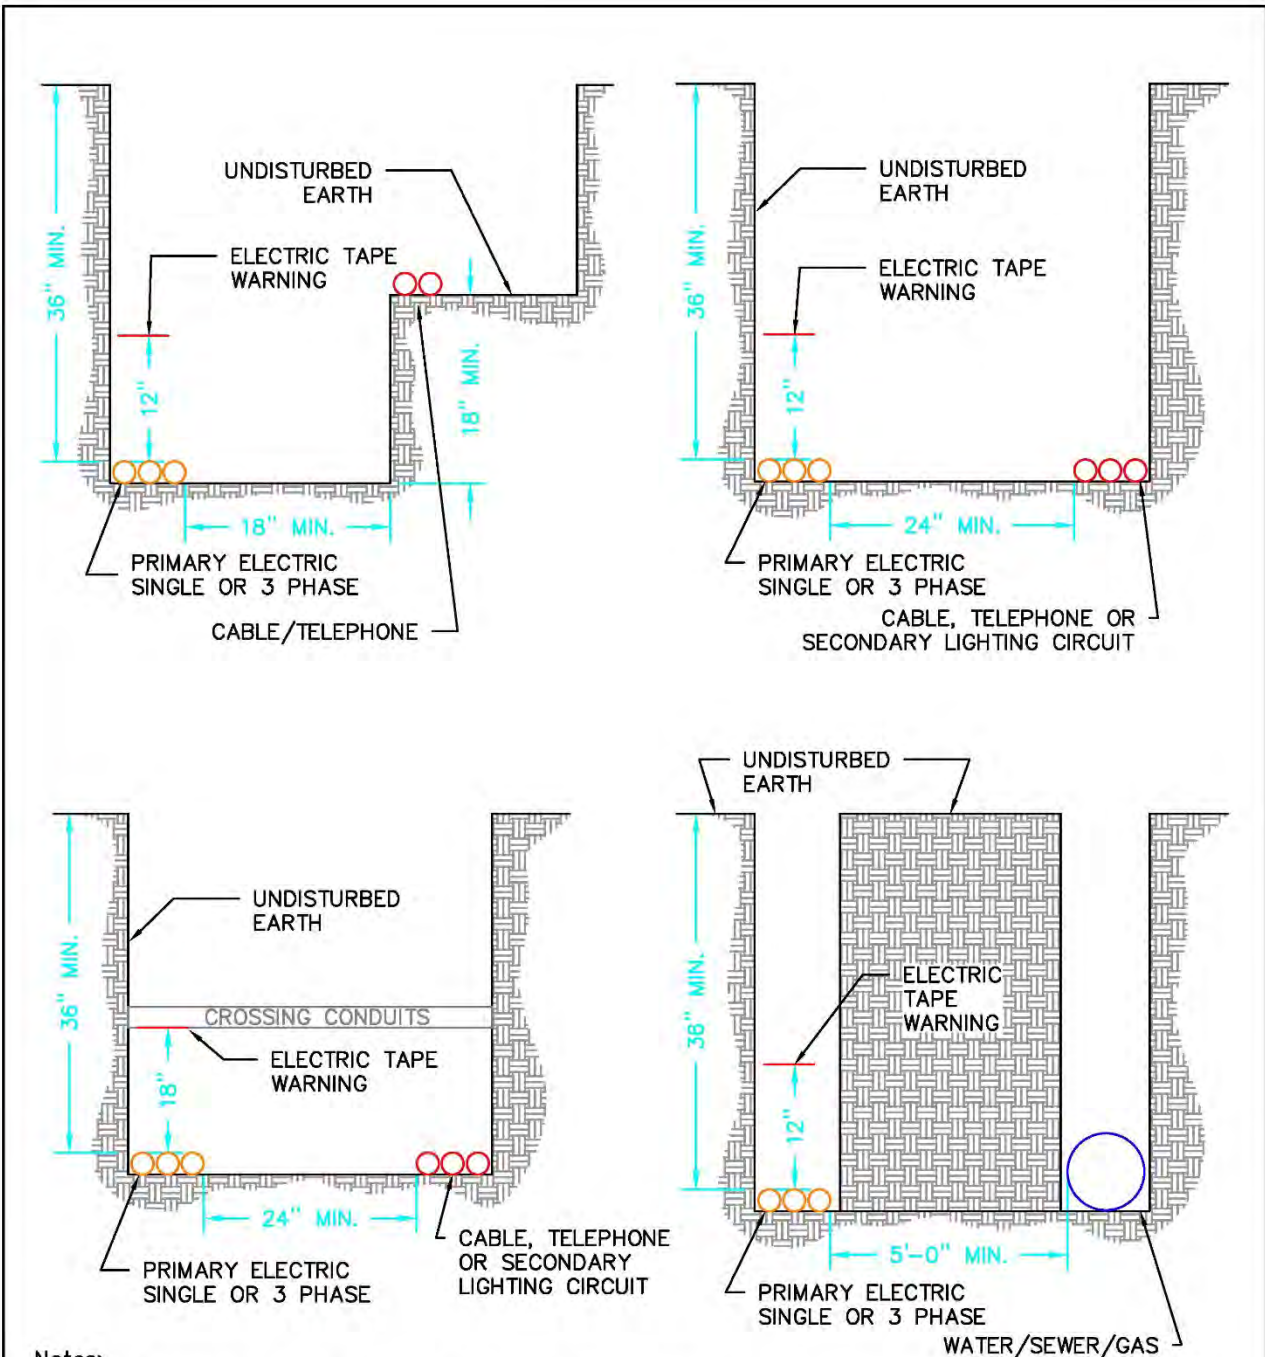 UNDISTURBED
EARTH
ELECTRIC TAPE
WARNING
36" MIN.
12"
18" MIN.
18" MIN.
PRIMARY ELECTRIC
SINGLE OR 3 PHASE
CABLE/TELEPHONE
UNDISTURBED
EARTH
ELECTRIC TAPE
WARNING
36" MIN.
12"
24" MIN.
PRIMARY ELECTRIC
SINGLE OR 3 PHASE
CABLE, TELEPHONE OR
SECONDARY LIGHTING CIRCUIT
UNDISTURBED
EARTH
36" MIN.
CROSSING CONDUITS
ELECTRIC TAPE
WARNING
18"
24" MIN.
PRIMARY ELECTRIC
SINGLE OR 3 PHASE
CABLE, TELEPHONE
OR SECONDARY
LIGHTING CIRCUIT
UNDISTURBED
EARTH
36" MIN.
ELECTRIC
TAPE
WARNING
12"
5'-0" MIN.
PRIMARY ELECTRIC
SINGLE OR 3 PHASE
WATER/SEWER/GAS
Notes: